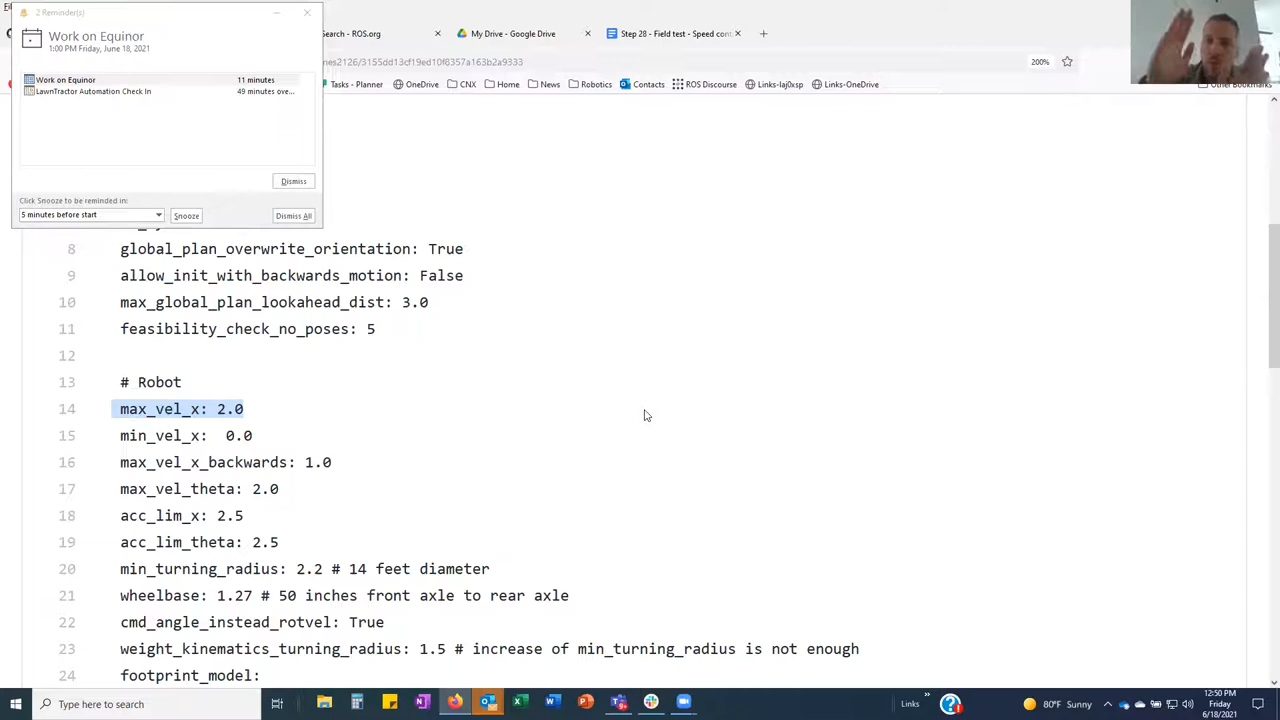 2 Reminder(s)
Work on Equinor
1:00 PM Friday, June 18, 2021
Work on Equinor 11 minutes
LawnTractor Automation Check In 49 minutes ove...
Dismiss
Click Snooze to be reminded in:
5 minutes before start Snooze Dismiss All
Search - ROS.org My Drive - Google Drive Step 28 - Field test - Speed con
200%
Tasks - Planner OneDrive CNX Home News Robotics Contacts ROS Discourse Links-laj0xsp Links-OneDrive Other Bookmarks
8 global_plan_overwrite_orientation: True
9 allow_init_with_backwards_motion: False
10 max_global_plan_lookahead_dist: 3.0
11 feasibility_check_no_poses: 5
12
13 # Robot
14 max_vel_x: 2.0
15 min_vel_x: 0.0
16 max_vel_x_backwards: 1.0
17 max_vel_theta: 2.0
18 acc_lim_x: 2.5
19 acc_lim_theta: 2.5
20 min_turning_radius: 2.2 # 14 feet diameter
21 wheelbase: 1.27 # 50 inches front axle to rear axle
22 cmd_angle_instead_rotvel: True
23 weight_kinematics_turning_radius: 1.5 # increase of min_turning_radius is not enough
24 footprint_model:
Type here to search
Links
80°F Sunny
12:50 PM
Friday
6/18/2021